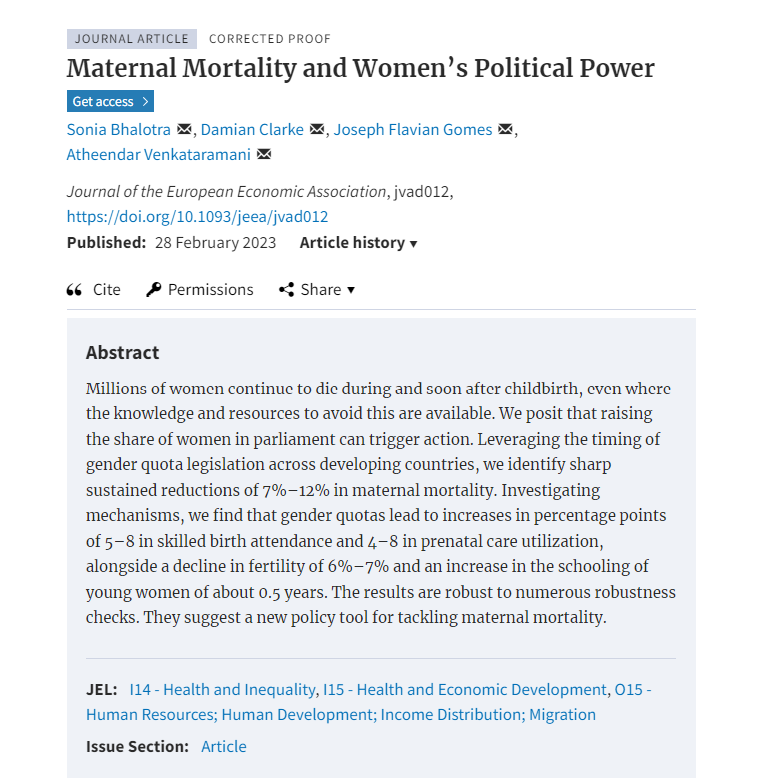 JOURNAL ARTICLE CORRECTED PROOF
Maternal Mortality and Women’s Political Power
Get access >
Sonia Bhalotra, Damian Clarke, Joseph Flavian Gomes,
Atheendar Venkataramani
Journal of the European Economic Association, jvad012,
https://doi.org/10.1093/jeea/jvad012
Published: 28 February 2023 Article history ▼
Cite Permissions Share ▼
Abstract
Millions of women continue to die during and soon after childbirth, even where
the knowledge and resources to avoid this are available. We posit that raising
the share of women in parliament can trigger action. Leveraging the timing of
gender quota legislation across developing countries, we identify sharp
sustained reductions of 7%–12% in maternal mortality. Investigating
mechanisms, we find that gender quotas lead to increases in percentage points
of 5–8 in skilled birth attendance and 4–8 in prenatal care utilization,
alongside a decline in fertility of 6%–7% and an increase in the schooling of
young women of about 0.5 years. The results are robust to numerous robustness
checks. They suggest a new policy tool for tackling maternal mortality.
JEL: I14 - Health and Inequality, I15 - Health and Economic Development, O15 -
Human Resources; Human Development; Income Distribution; Migration
Issue Section: Article